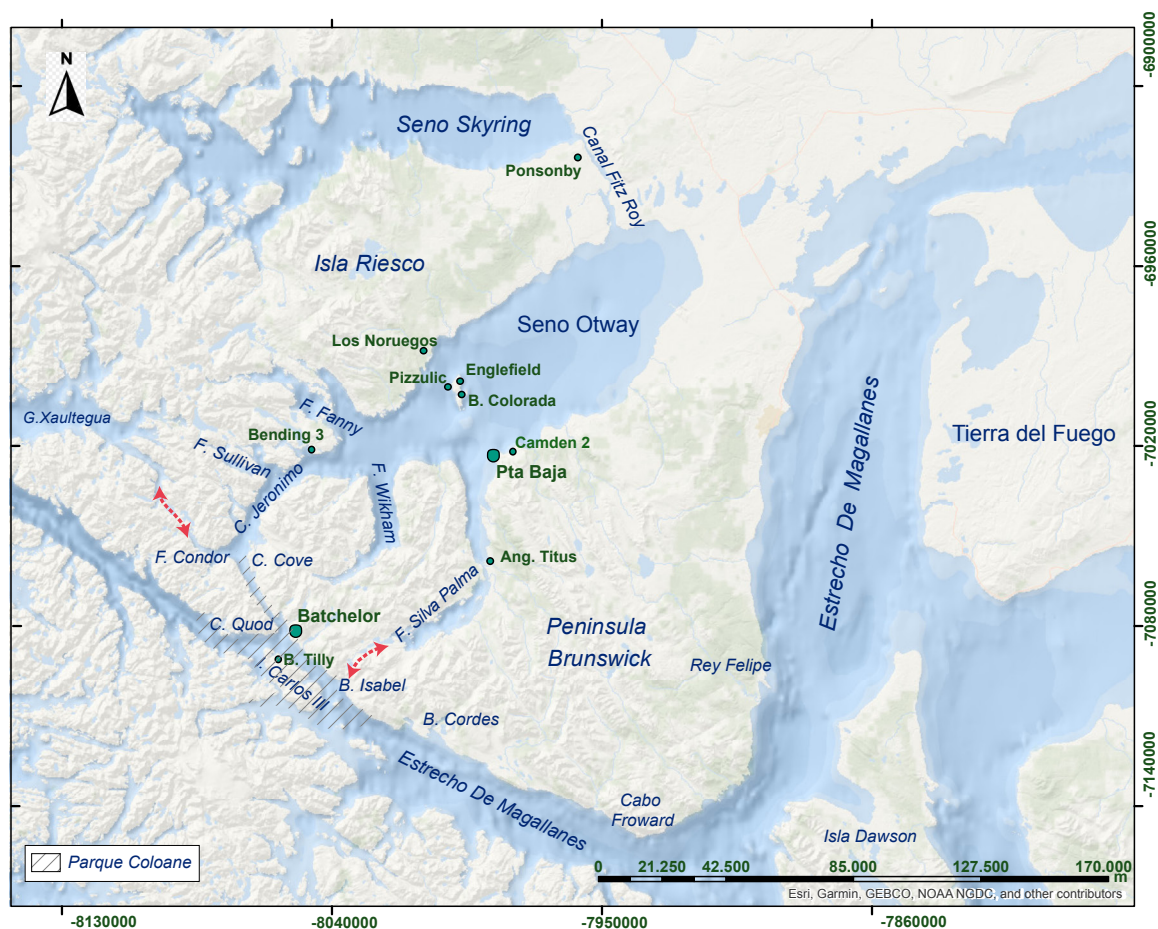 N
-6900000
Seno Skyring
Canal Fitz Roy
Ponsonby
Isla Riesco
-6960000
Seno Otway
Los Noruegos
Englefield
Pizzulic
B. Colorada
F. Fanny
G.Xaultegua
Bending 3
F. Sullivan
Camden 2
-7020000
Tierra del Fuego
Pta Baja
C. Jeronimo
F. Wikham
Estrecho De Magallanes
F. Condor
C. Cove
Ang. Titus
F. Silva Palma
Batchelor
C. Quod
Peninsula
Brunswick
-7080000
B. Tilly
Rey Felipe
I. Carlos III
B. Isabel
B. Cordes
Estrecho De Magallanes
-7140000
Cabo
Froward
Isla Dawson
Parque Coloane
0 21.250 42.500 85.000 127.500 170.000
m
Esri, Garmin, GEBCO, NOAA NGDC, and other contributors
-8130000 -8040000 -7950000 -7860000